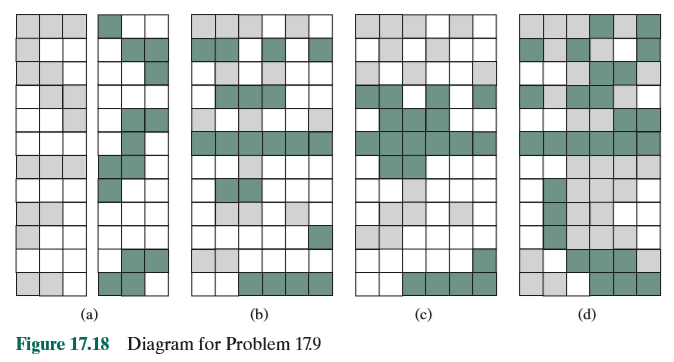 (a) (b) (c) (d)
Figure 17.18 Diagram for Problem 17.9